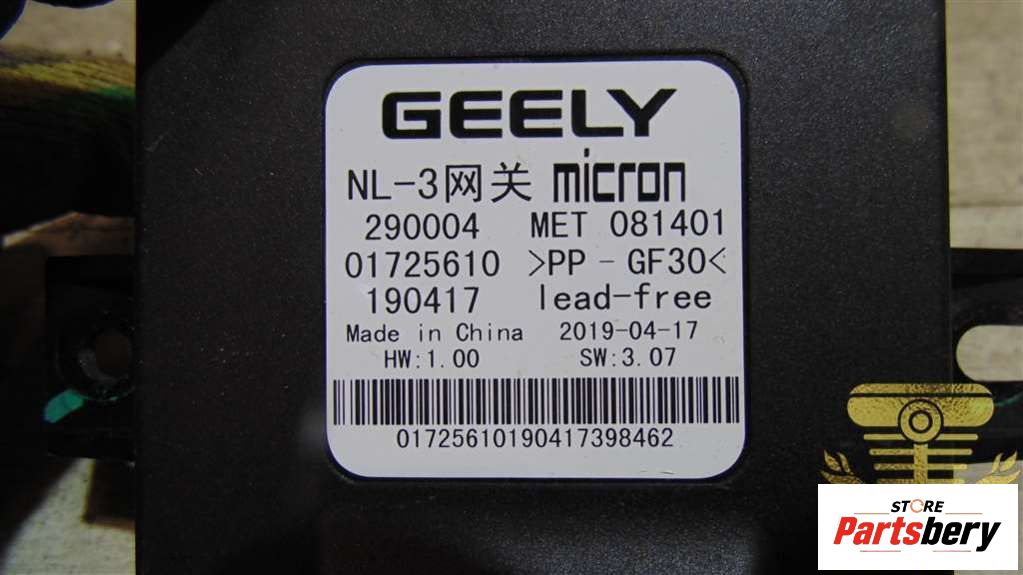 GEELY
NL-3网关 micron
290004 MET 081401
01725610 >PP-GF30<
190417 lead-free
Made in China 2019-04-17
HW:1.00 SW:3.07
01725610190417398462
STORE
Partsbery